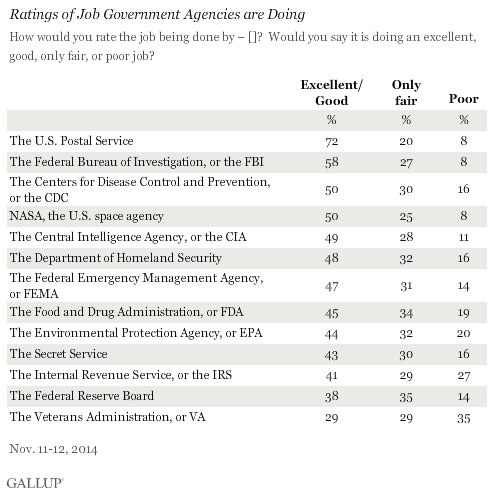 Ratings of Job Government Agencies are Doing
How would you rate the job being done by – []? Would you say it is doing an excellent,
good, only fair, or poor job?
Excellent/ Only
Good fair Poor
% % %
The U.S. Postal Service 72 20 8
The Federal Bureau of Investigation, or the FBI 58 27 8
The Centers for Disease Control and Prevention,
or the CDC 50 30 16
NASA, the U.S. space agency 50 25 8
The Central Intelligence Agency, or the CIA 49 28 11
The Department of Homeland Security 48 32 16
The Federal Emergency Management Agency,
or FEMA 47 31 14
The Food and Drug Administration, or FDA 45 34 19
The Environmental Protection Agency, or EPA 44 32 20
The Secret Service 43 30 16
The Internal Revenue Service, or the IRS 41 29 27
The Federal Reserve Board 38 35 14
The Veterans Administration, or VA 29 29 35
Nov. 11-12, 2014
GALLUP